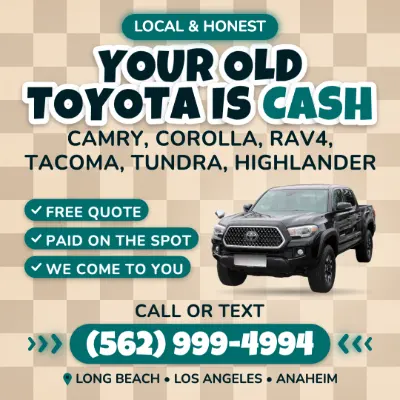 LOCAL & HONEST
YOUR OLD
TOYOTA IS CASH
CAMRY, COROLLA, RAV4,
TACOMA, TUNDRA, HIGHLANDER
FREE QUOTE
PAID ON THE SPOT
WE COME TO YOU
CALL OR TEXT
(562) 999-4994
LONG BEACH • LOS ANGELES • ANAHEIM